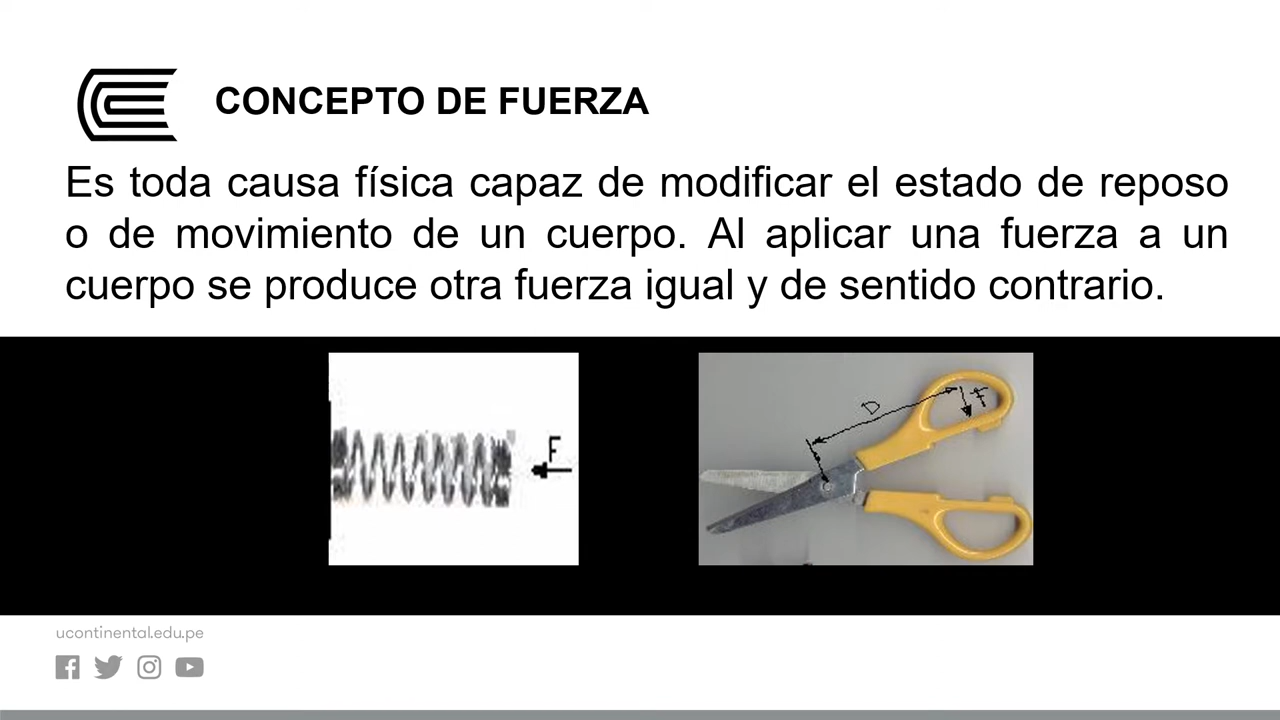 CONCEPTO DE FUERZA
Es toda causa física capaz de modificar el estado de reposo
o de movimiento de un cuerpo. Al aplicar una fuerza a un
cuerpo se produce otra fuerza igual y de sentido contrario.
F
D
F
ucontinental.edu.pe